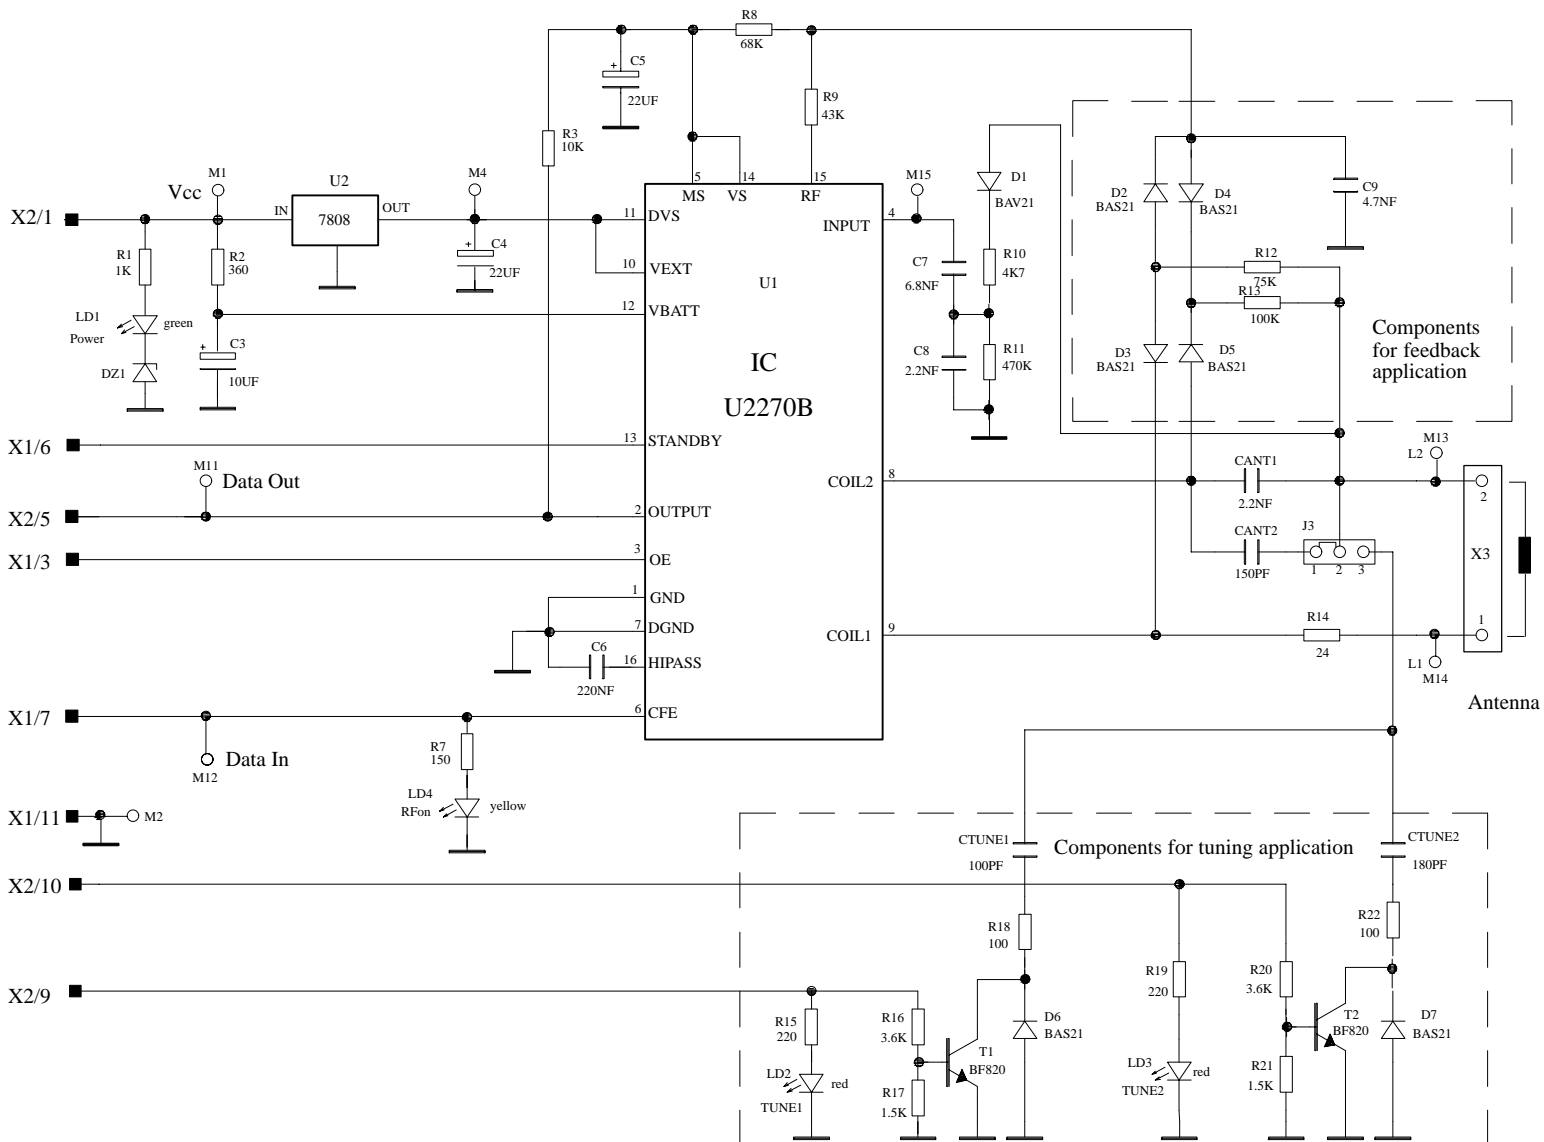 R8
68K
C5
+
22UF
R9
43K
R3
10K
5
14
15
MS
VS
RF
M1
Vcc
U2
M4
X2/1
IN
7808
OUT
11
DVS
R1
1K
R2
360
+
C4
22UF
10
VEXT
12
VBATT
LD1
green
Power
+
C3
10UF
DZ1
U1
IC
U2270B
M15
4
INPUT
D1
BAV21
C7
6.8NF
R10
4K7
C8
2.2NF
R11
470K
D2
BAS21
D4
BAS21
C9
4.7NF
R12
75K
R13
100K
D3
BAS21
D5
BAS21
Components
for feedback
application
X1/6
13
STANDBY
M11
Data Out
X2/5
2
OUTPUT
X1/3
3
OE
1
GND
7
DGND
C6
220NF
16
HIPASS
X1/7
6
CFE
M12
Data In
R7
150
LD4
RFon
yellow
X1/11
M2
COIL2
8
CANT1
2.2NF
L2
M13
2
CANT2
150PF
J3
1
2
3
X3
COIL1
9
R14
24
1
L1
M14
Antenna
X2/10
X2/9
CTUNE1
100PF
Components for tuning application
CTUNE2
180PF
R18
100
R22
100
R19
220
R20
3.6K
T2
BF820
D7
BAS21
R15
220
R16
3.6K
T1
BF820
D6
BAS21
LD2
red
TUNE1
R17
1.5K
LD3
red
TUNE2
R21
1.5K